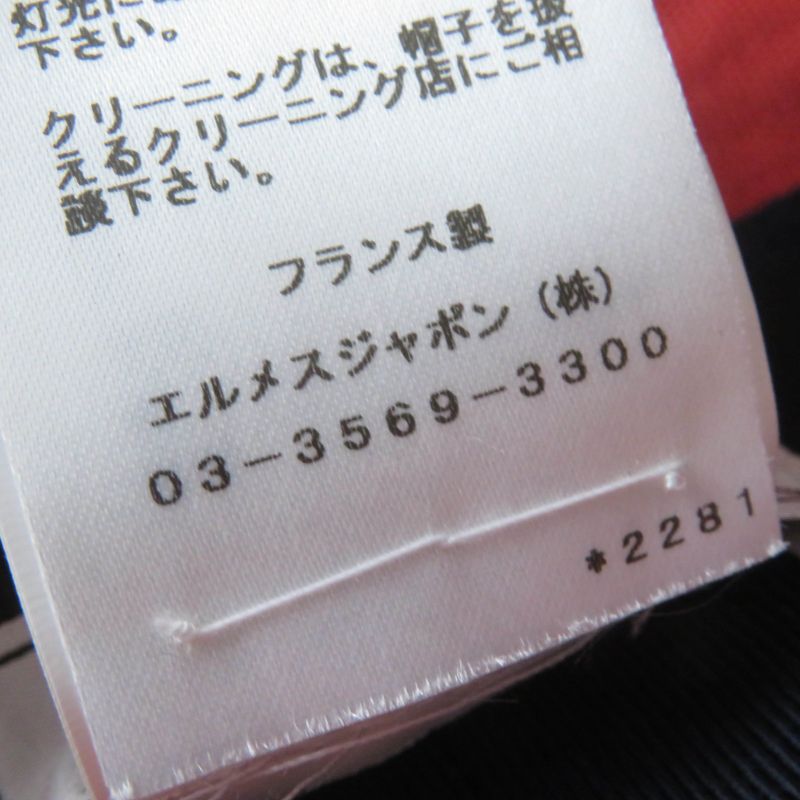 下さい。
クリーニングは、帽子を扱
えるクリーニング店にご相
談下さい。
フランス製
エルメスジャポン (株)
03-3569-3300
*2281